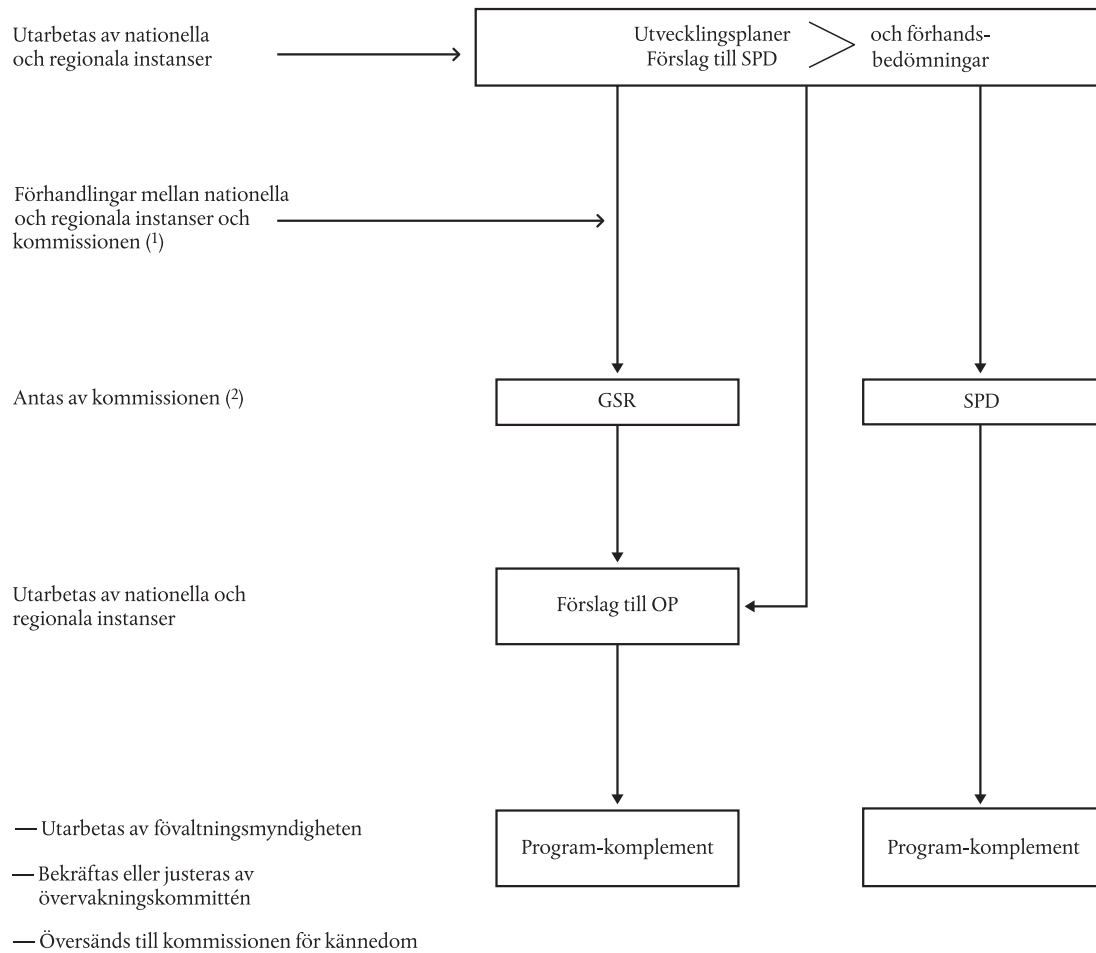 Utarbetas av nationella
och regionala instanser
Utvecklingsplaner
Förslag till SPD
och förhands-
bedömningar
Förhandlingar mellan nationella
och regionala instanser och
kommissionen (¹)
Antas av kommissionen (²)
GSR
SPD
Utarbetas av nationella och
regionala instanser
Förslag till OP
— Utarbetas av fövaltningsmyndigheten
— Bekräftas eller justeras av
övervakningskommittén
— Översänds till kommissionen för kännedom
Program-komplement
Program-komplement